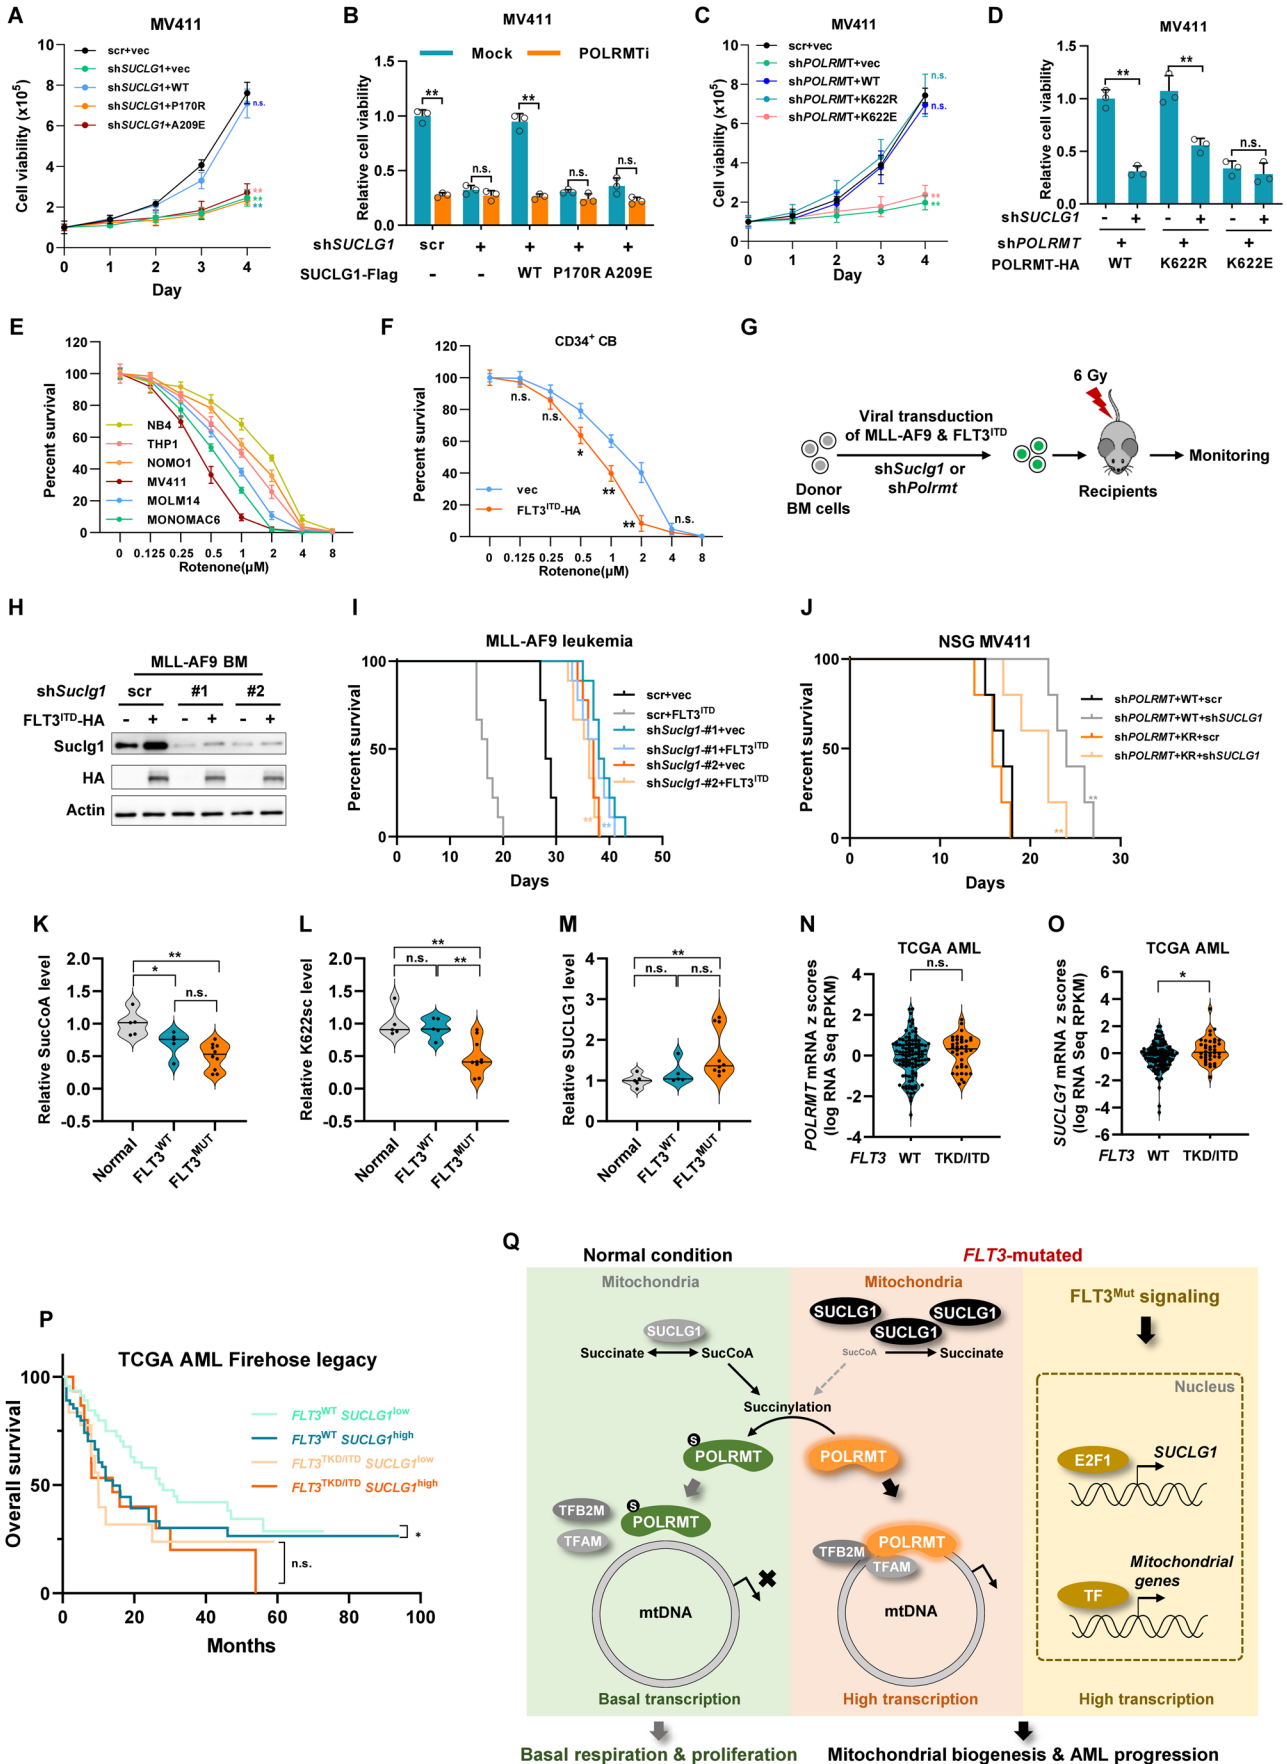 A
MV411
Cell viability (x10⁵)
10
8
6
4
2
0
scr+vec
shSUCLG1+vec
shSUCLG1+WT
shSUCLG1+P170R
shSUCLG1+A209E
n.s.
**
**
**
0 1 2 3 4
Day
B
MV411
Mock POLRMTi
Relative cell viability
1.5
1.0
0.5
0.0
** n.s. ** n.s. n.s.
shSUCLG1 scr + + + +
SUCLG1-Flag - - WT P170R A209E
C
MV411
Cell viability (x10⁵)
10
8
6
4
2
0
scr+vec
shPOLRMT+vec
shPOLRMT+WT
shPOLRMT+K622R
shPOLRMT+K622E
n.s.
n.s.
**
**
0 1 2 3 4
Day
D
MV411
Relative cell viability
1.5
1.0
0.5
0.0
** ** n.s.
shSUCLG1 - + - + - +
shPOLRMT + + +
POLRMT-HA WT K622R K622E
E
Percent survival
120
100
80
60
40
20
0
NB4
THP1
NOMO1
MV411
MOLM14
MONOMAC6
0 0.125 0.25 0.5 1 2 4 8
Rotenone(μM)
F
CD34⁺ CB
Percent survival
120
100
80
60
40
20
0
n.s.
n.s.
*
**
**
n.s.
vec
FLT3ᴵᵀᴰ-HA
0 0.125 0.25 0.5 1 2 4 8
Rotenone(μM)
G
6 Gy
Viral transduction
of MLL-AF9 & FLT3ᴵᵀᴰ
shSuclg1 or
shPolrmt
Donor
BM cells
Recipients
Monitoring
H
MLL-AF9 BM
shSuclg1 scr #1 #2
FLT3ᴵᵀᴰ-HA - + - + - +
Suclg1
HA
Actin
I
MLL-AF9 leukemia
Percent survival
100
50
0
scr+vec
scr+FLT3ᴵᵀᴰ
shSuclg1-#1+vec
shSuclg1-#1+FLT3ᴵᵀᴰ
shSuclg1-#2+vec
shSuclg1-#2+FLT3ᴵᵀᴰ
** **
0 10 20 30 40 50
Days
J
NSG MV411
Percent survival
100
50
0
shPOLRMT+WT+scr
shPOLRMT+WT+shSUCLG1
shPOLRMT+KR+scr
shPOLRMT+KR+shSUCLG1
**
**
0 10 20 30
Days
K
Relative SucCoA level
2.0
1.5
1.0
0.5
0.0
-0.5
**
*
n.s.
Normal FLT3ᵂᵀ FLT3ᴹᵁᵀ
L
Relative K622sc level
2.0
1.5
1.0
0.5
0.0
-0.5
**
n.s. **
Normal FLT3ᵂᵀ FLT3ᴹᵁᵀ
M
Relative SUCLG1 level
4
3
2
1
0
**
n.s. n.s.
Normal FLT3ᵂᵀ FLT3ᴹᵁᵀ
N
TCGA AML
POLRMT mRNA z scores
(log RNA Seq RPKM)
4
2
0
-2
-4
n.s.
FLT3 WT TKD/ITD
O
TCGA AML
SUCLG1 mRNA z scores
(log RNA Seq RPKM)
6
4
2
0
-2
-4
-6
*
FLT3 WT TKD/ITD
P
TCGA AML Firehose legacy
Overall survival
100
50
0
FLT3ᵂᵀ SUCLG1ˡᵒʷ
FLT3ᵂᵀ SUCLG1ʰⁱᵍʰ
FLT3ᵀᴷᴰ/ᴵᵀᴰ SUCLG1ˡᵒʷ
FLT3ᵀᴷᴰ/ᴵᵀᴰ SUCLG1ʰⁱᵍʰ
*
n.s.
0 20 40 60 80 100
Months
Q
Normal condition
FLT3-mutated
Mitochondria
SUCLG1
Succinate SucCoA
Mitochondria
SUCLG1 SUCLG1
SUCLG1
SucCoA Succinate
Succinylation
S
POLRMT
POLRMT
S
POLRMT
TFB2M
TFAM
mtDNA
Basal transcription
POLRMT
TFB2M
TFAM
mtDNA
High transcription
FLT3ᴹᵘᵗ signaling
Nucleus
E2F1
SUCLG1
TF
Mitochondrial
genes
High transcription
Basal respiration & proliferation
Mitochondrial biogenesis & AML progression